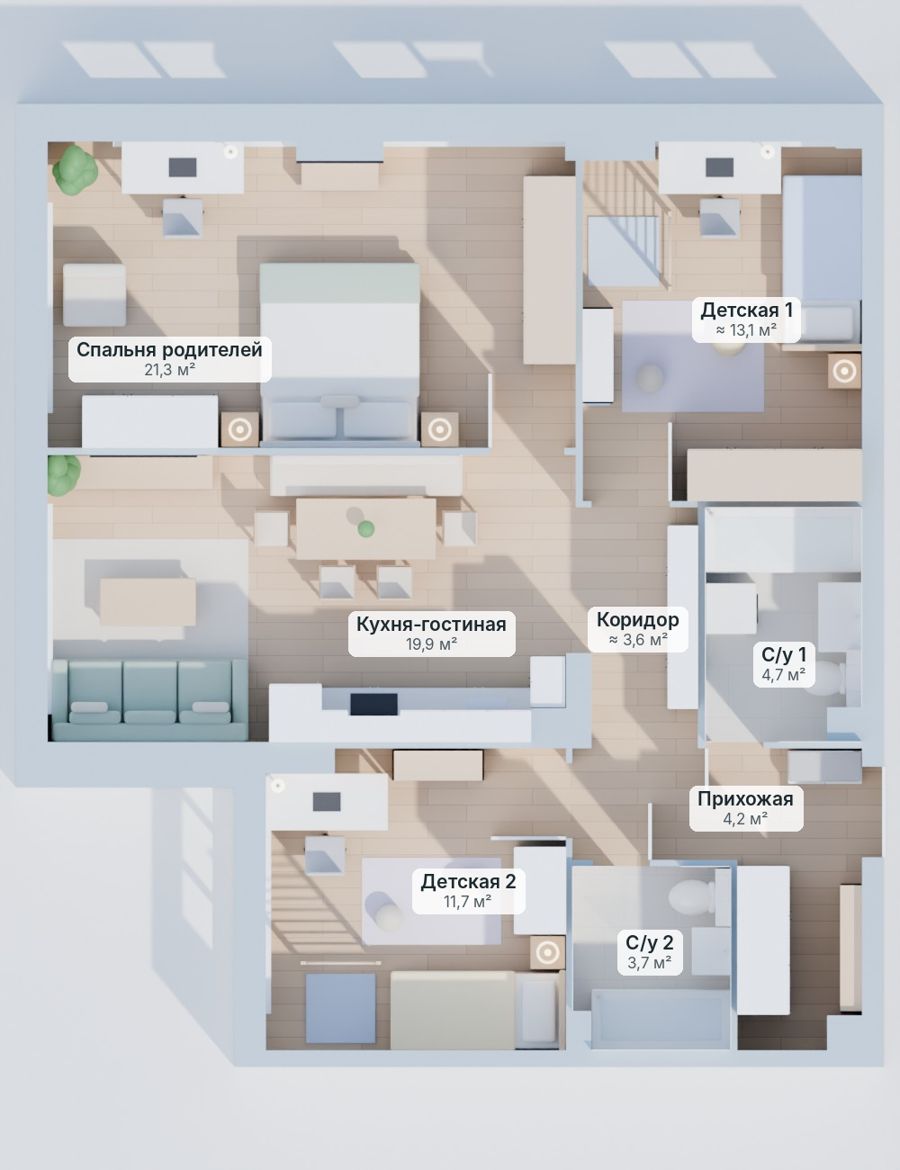 Детская 1
≈ 13,1 м²
Спальня родителей
21,3 м²
Кухня-гостиная
19,9 м²
Коридор
≈ 3,6 м²
С/у 1
4,7 м²
Прихожая
4,2 м²
Детская 2
11,7 м²
С/у 2
3,7 м²